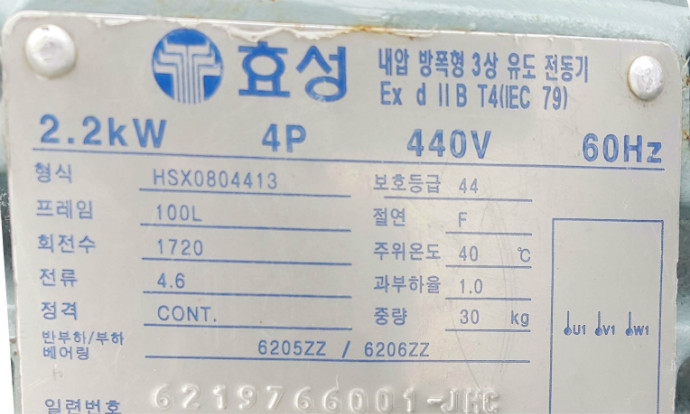 효성 내압 방폭형 3상 유도 전동기
Ex d II B T4(IEC 79)
2.2kW 4P 440V 60Hz
형식 HSX0804413 보호등급 44
프레임 100L 절연 F
회전수 1720 주위온도 40 ℃
전류 4.6 과부하율 1.0
정격 CONT. 중량 30 kg
반부하/부하
베어링 6205ZZ / 6206ZZ
U1 V1 W1
일련번호 6219766001-JHC